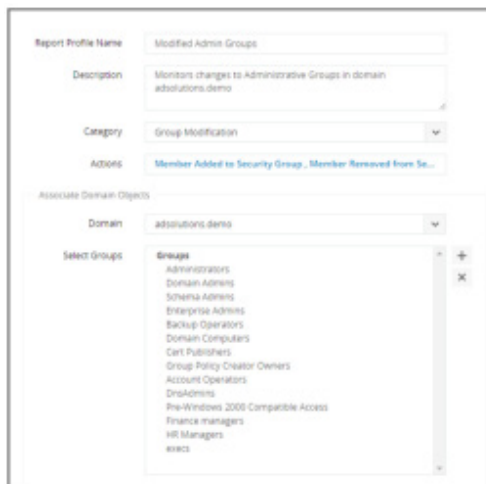 Report Profile Name Modified Admin Groups
Description Monitors changes to Administrative Groups in domain
adsolutions.demo
Category Group Modification
Actions Member Added to Security Group , Member Removed from Se...
Associate Domain Objects
Domain adsolutions.demo
Select Groups Groups
Administrators
Domain Admins
Schema Admins
Enterprise Admins
Backup Operators
Domain Computers
Cert Publishers
Group Policy Creator Owners
Account Operators
DnsAdmins
Pre-Windows 2000 Compatible Access
Finance managers
HR Managers
execs